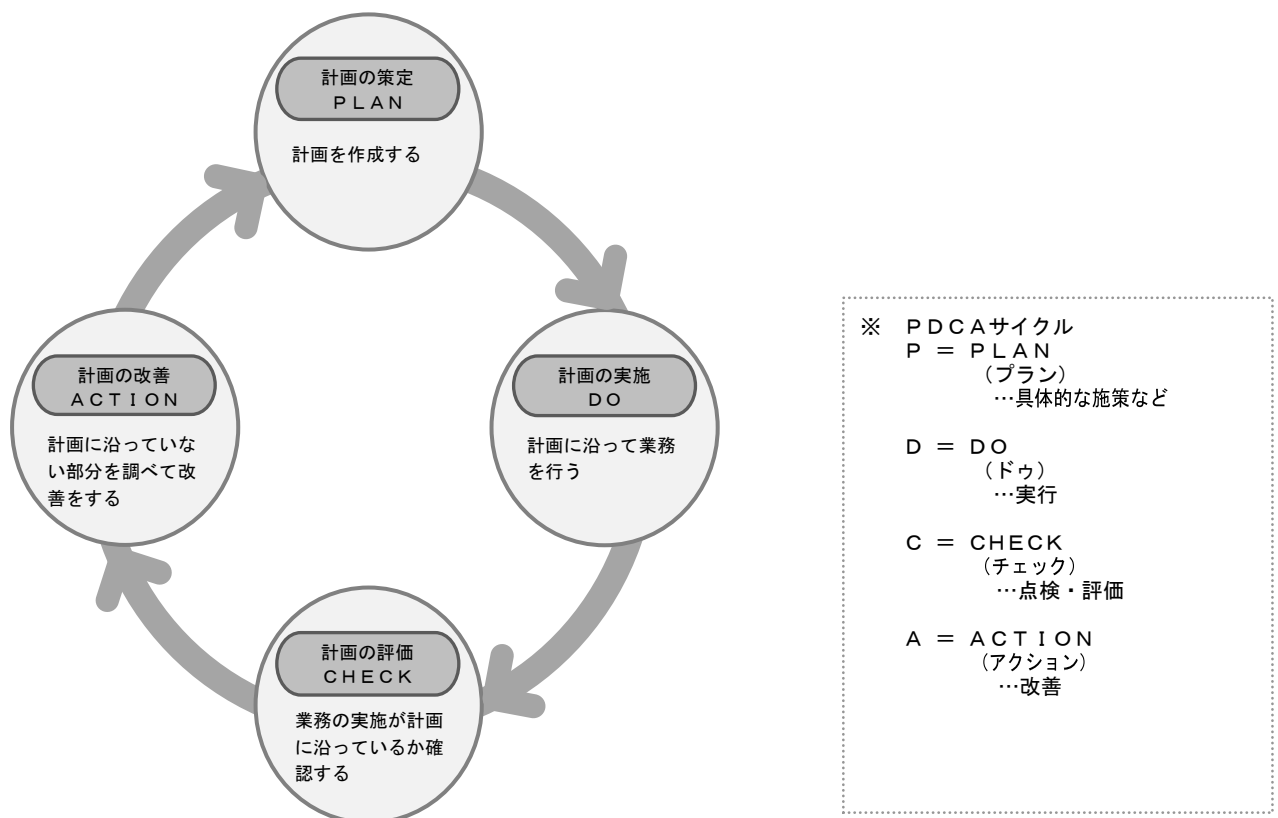 計画の策定
ＰＬＡＮ
計画を作成する
計画の実施
ＤＯ
計画に沿って業務
を行う
計画の評価
ＣＨＥＣＫ
業務の実施が計画
に沿っているか確
認する
計画の改善
ＡＣＴＩＯＮ
計画に沿っていな
い部分を調べて改
善をする
※　ＰＤＣＡサイクル
Ｐ ＝ ＰＬＡＮ
（プラン）
…具体的な施策など
Ｄ ＝ ＤＯ
（ドゥ）
…実行
Ｃ ＝ ＣＨＥＣＫ
（チェック）
…点検・評価
Ａ ＝ ＡＣＴＩＯＮ
（アクション）
…改善